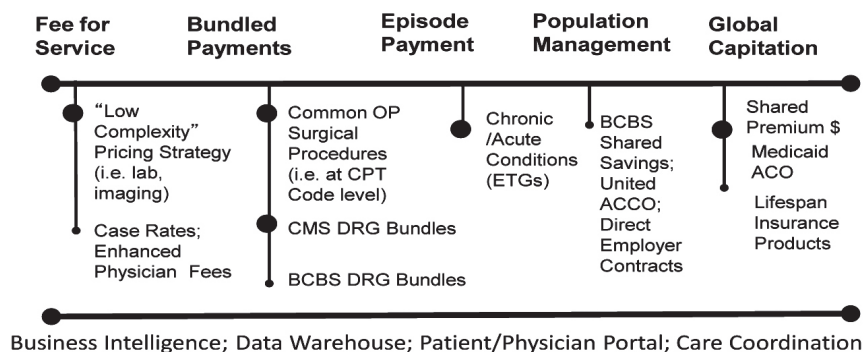 Fee for
Service
Bundled
Payments
Episode
Payment
Population
Management
Global
Capitation
“Low
Complexity”
Pricing Strategy
(i.e. lab,
imaging)
Case Rates;
Enhanced
Physician Fees
Common OP
Surgical
Procedures
(i.e. at CPT
Code level)
CMS DRG Bundles
BCBS DRG Bundles
Chronic
/Acute
Conditions
(ETGs)
BCBS
Shared
Savings;
United
ACCO;
Direct
Employer
Contracts
Shared
Premium $
Medicaid
ACO
Lifespan
Insurance
Products
Business Intelligence; Data Warehouse; Patient/Physician Portal; Care Coordination